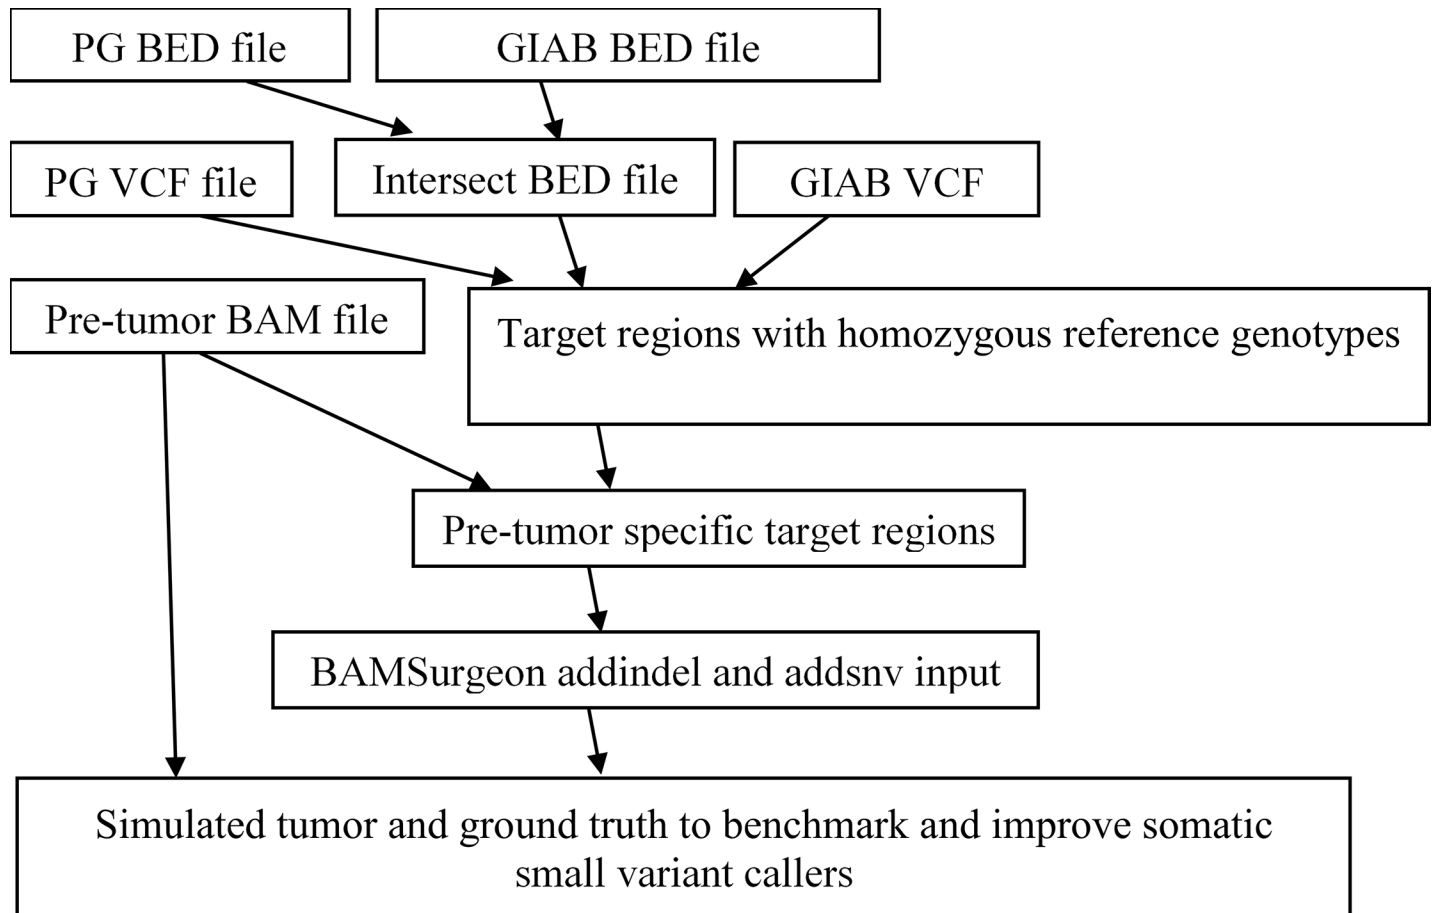 PG BED file
GIAB BED file
PG VCF file
Intersect BED file
GIAB VCF
Pre-tumor BAM file
Target regions with homozygous reference genotypes
Pre-tumor specific target regions
BAMSurgeon addindel and addsnv input
Simulated tumor and ground truth to benchmark and improve somatic
small variant callers